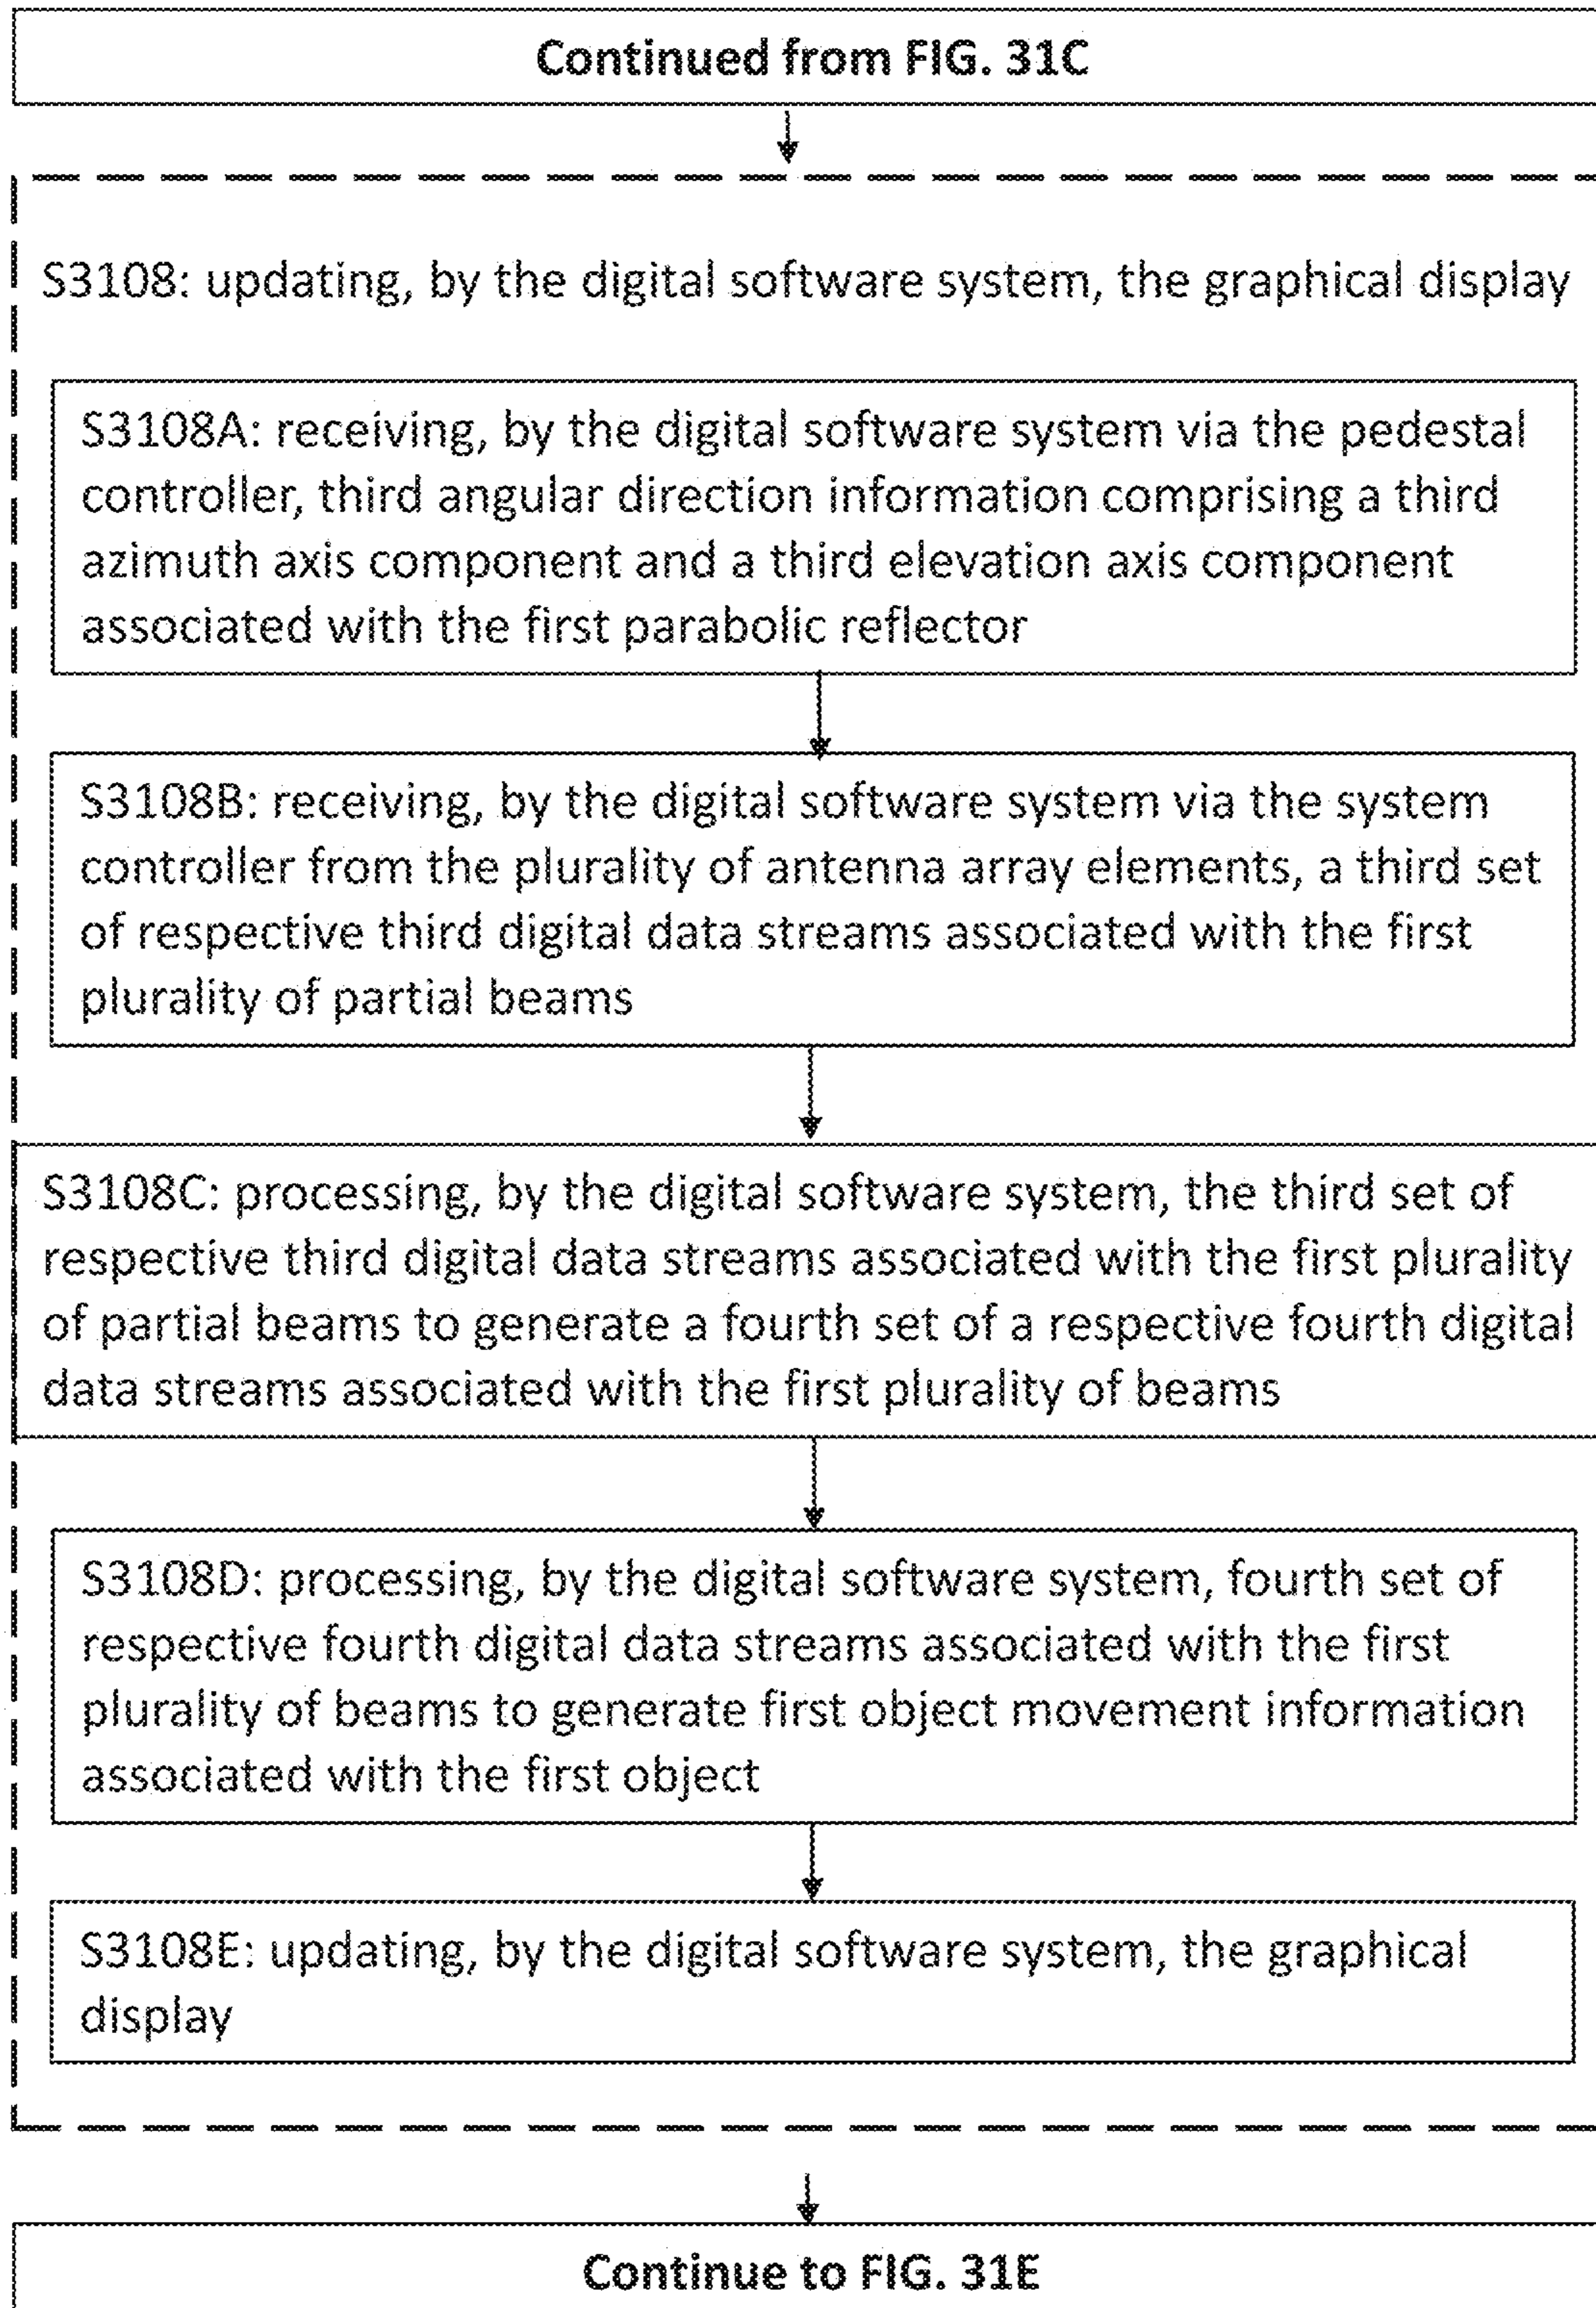 Continued from FIG. 31C
S3108: updating, by the digital software system, the graphical display
S3108A: receiving, by the digital software system via the pedestal
controller, third angular direction information comprising a third
azimuth axis component and a third elevation axis component
associated with the first parabolic reflector
S3108B: receiving, by the digital software system via the system
controller from the plurality of antenna array elements, a third set
of respective third digital data streams associated with the first
plurality of partial beams
S3108C: processing, by the digital software system, the third set of
respective third digital data streams associated with the first plurality
of partial beams to generate a fourth set of a respective fourth digital
data streams associated with the first plurality of beams
S3108D: processing, by the digital software system, fourth set of
respective fourth digital data streams associated with the first
plurality of beams to generate first object movement information
associated with the first object
S3108E: updating, by the digital software system, the graphical
display
Continue to FIG. 31E